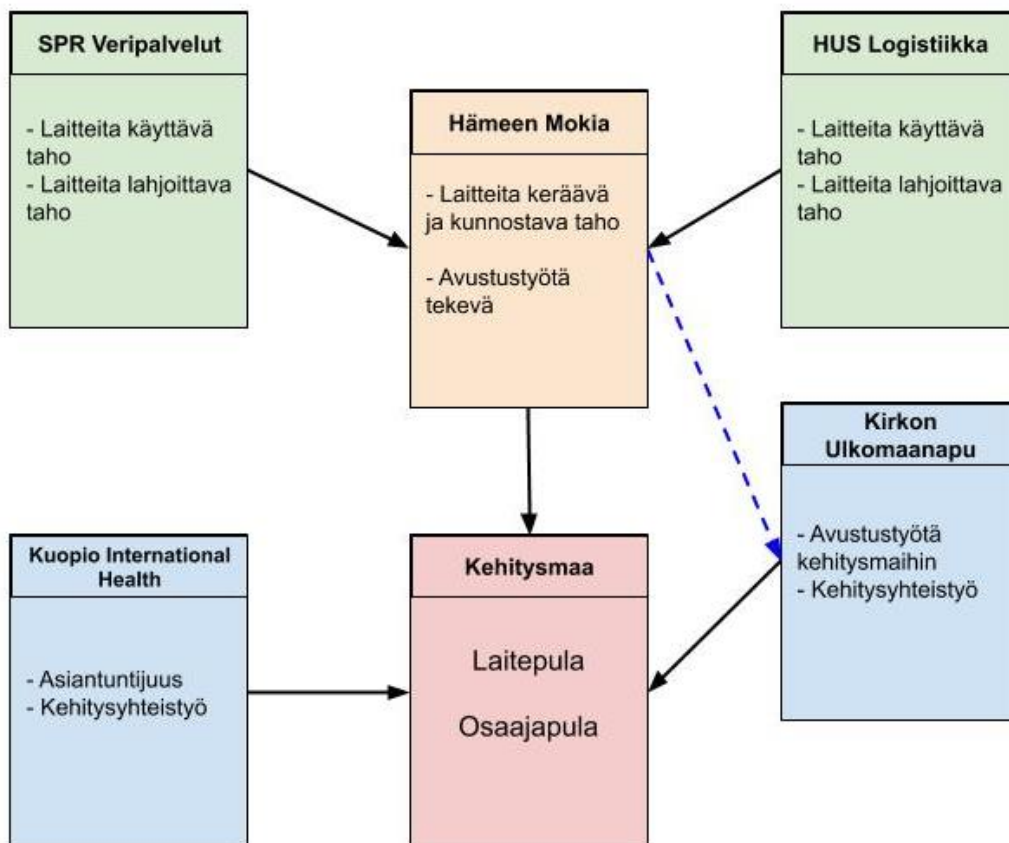 SPR Veripalvelut
- Laitteita käyttävä
taho
- Laitteita lahjoittava
taho
Hämeen Mokia
- Laitteita keräävä
ja kunnostava taho
- Avustustyötä
tekevä
HUS Logistiikka
- Laitteita käyttävä
taho
- Laitteita lahjoittava
taho
Kuopio International
Health
- Asiantuntijuus
- Kehitysyhteistyö
Kehitysmaa
Laitepula
Osaajapula
Kirkon
Ulkomaanapu
- Avustustyötä
kehitysmaihin
- Kehitysyhteistyö